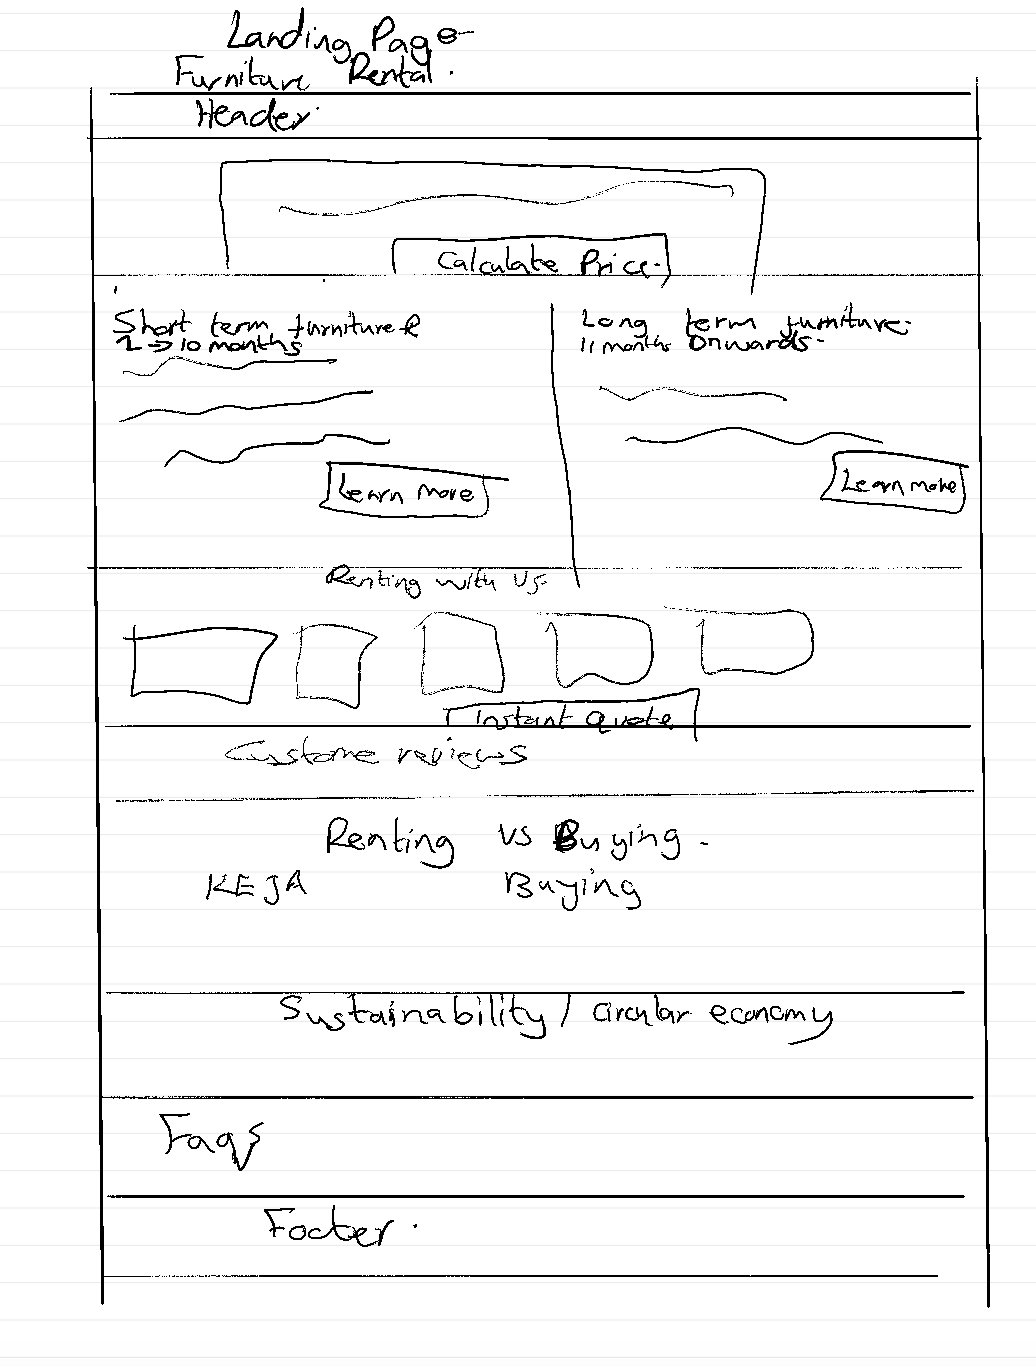 Landing Page
Furniture Rental.
Header
Calculate Price.
Short term furniture
1 → 10 months
Long term furniture.
11 months onwards.
Learn More
Learn more
Renting with us.
Instant quote
Custome reviews
Renting vs Buying.
KEJA Buying
Sustainability / circular economy
Faqs
Footer.